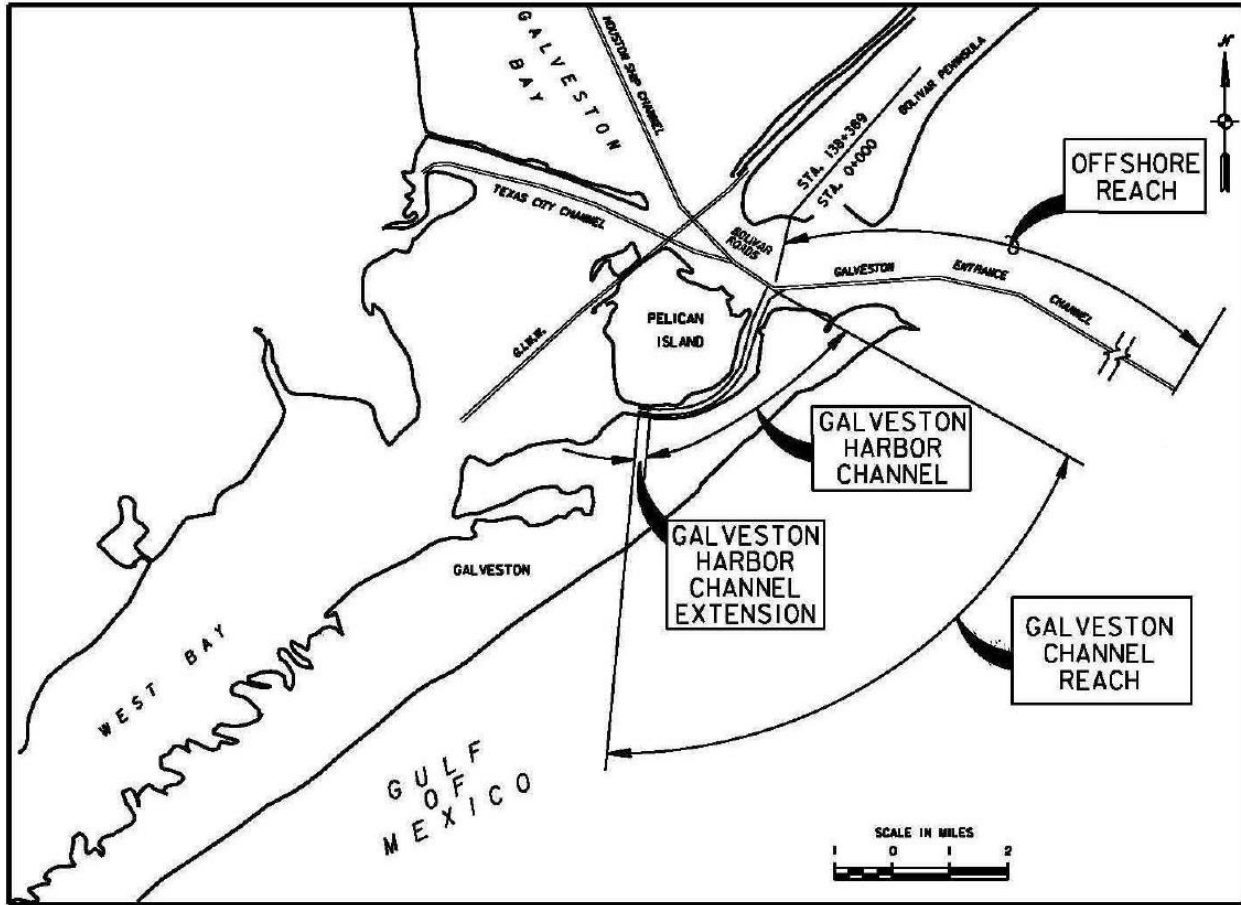 GALVESTON
BAY
HOUSTON SHIP CHANNEL
N
BOLIVAR PENINSULA
STA. 138+389
STA. 0+000
OFFSHORE
REACH
TEXAS CITY CHANNEL
BOLIVAR
ROADS
GALVESTON ENTRANCE CHANNEL
PELICAN
ISLAND
G.I.W.W.
GALVESTON
HARBOR
CHANNEL
GALVESTON
HARBOR
CHANNEL
EXTENSION
GALVESTON
GALVESTON
CHANNEL
REACH
WEST BAY
GULF
OF
MEXICO
SCALE IN MILES
1 0 1 2